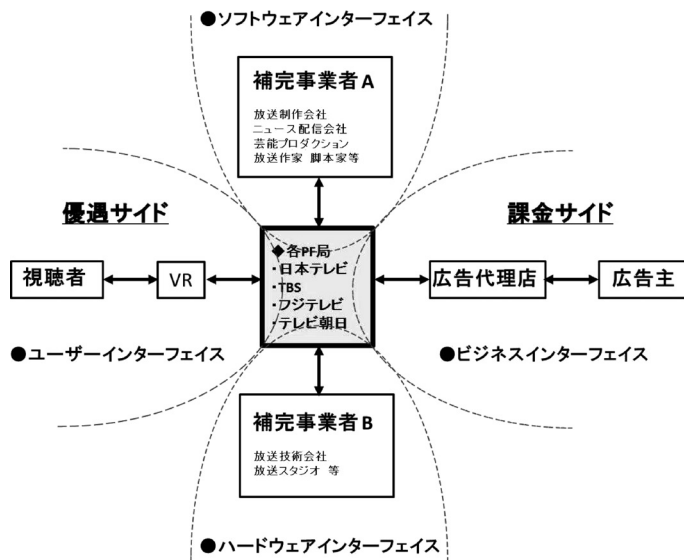 ●ソフトウェアインターフェイス
補完事業者A
放送制作会社
ニュース配信会社
芸能プロダクション
放送作家 脚本家等
優遇サイド
課金サイド
視聴者
VR
◆各PF局
・日本テレビ
・TBS
・フジテレビ
・テレビ朝日
広告代理店
広告主
●ユーザーインターフェイス
●ビジネスインターフェイス
補完事業者B
放送技術会社
放送スタジオ 等
●ハードウェアインターフェイス